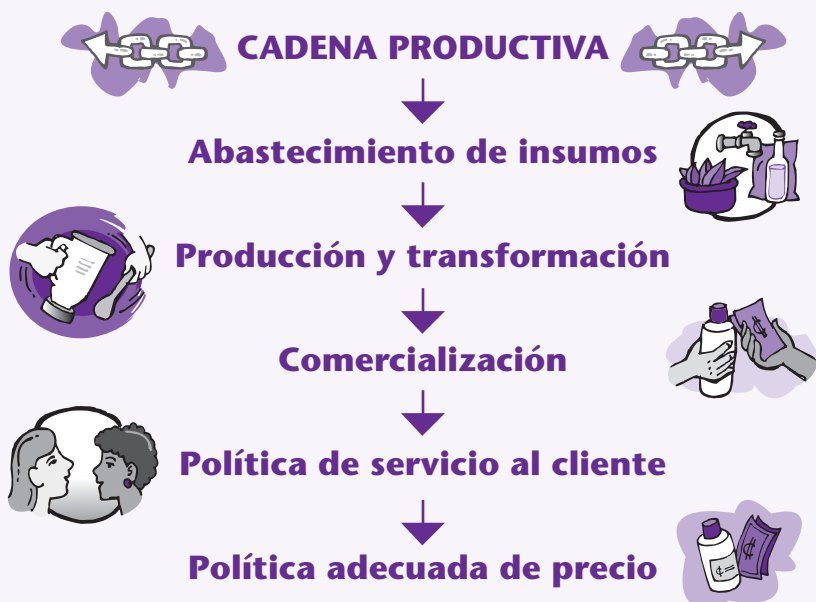 CADENA PRODUCTIVA
Abastecimiento de insumos
Producción y transformación
Comercialización
₡
Política de servicio al cliente
Política adecuada de precio
₡=
₡